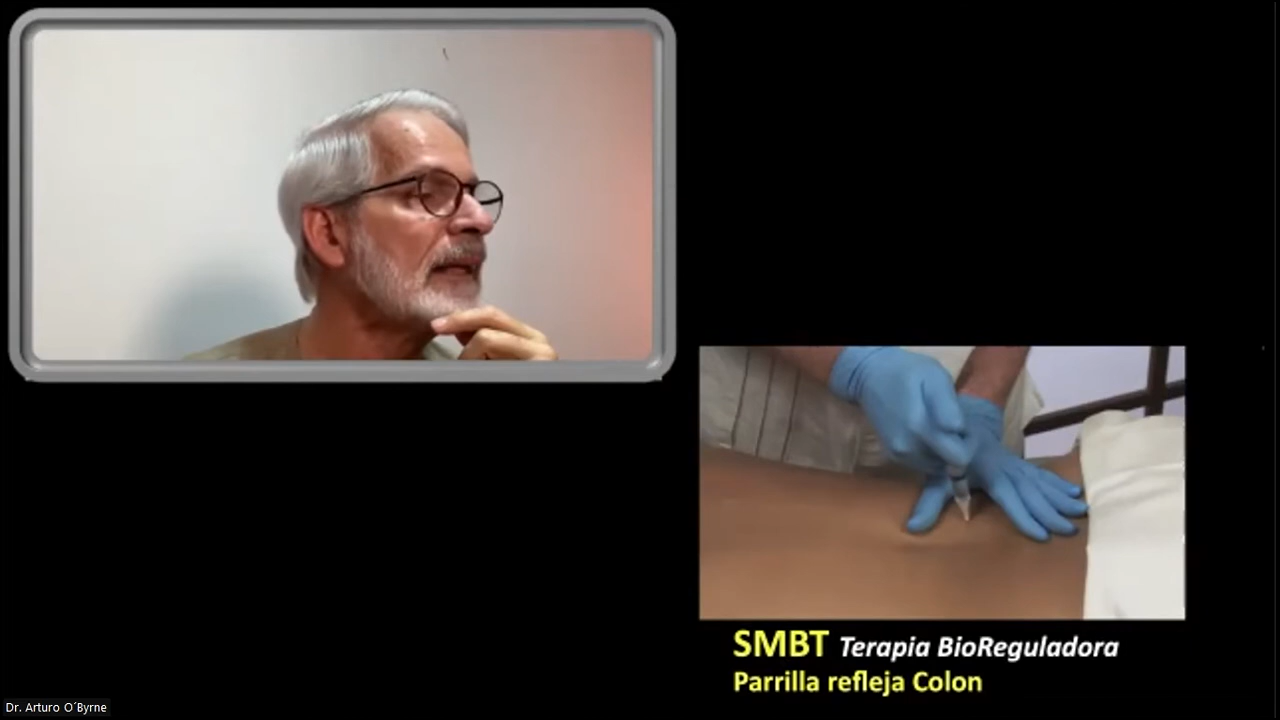 SMBT Terapia BioReguladora
Parrilla refleja Colon
Dr. Arturo O´Byrne